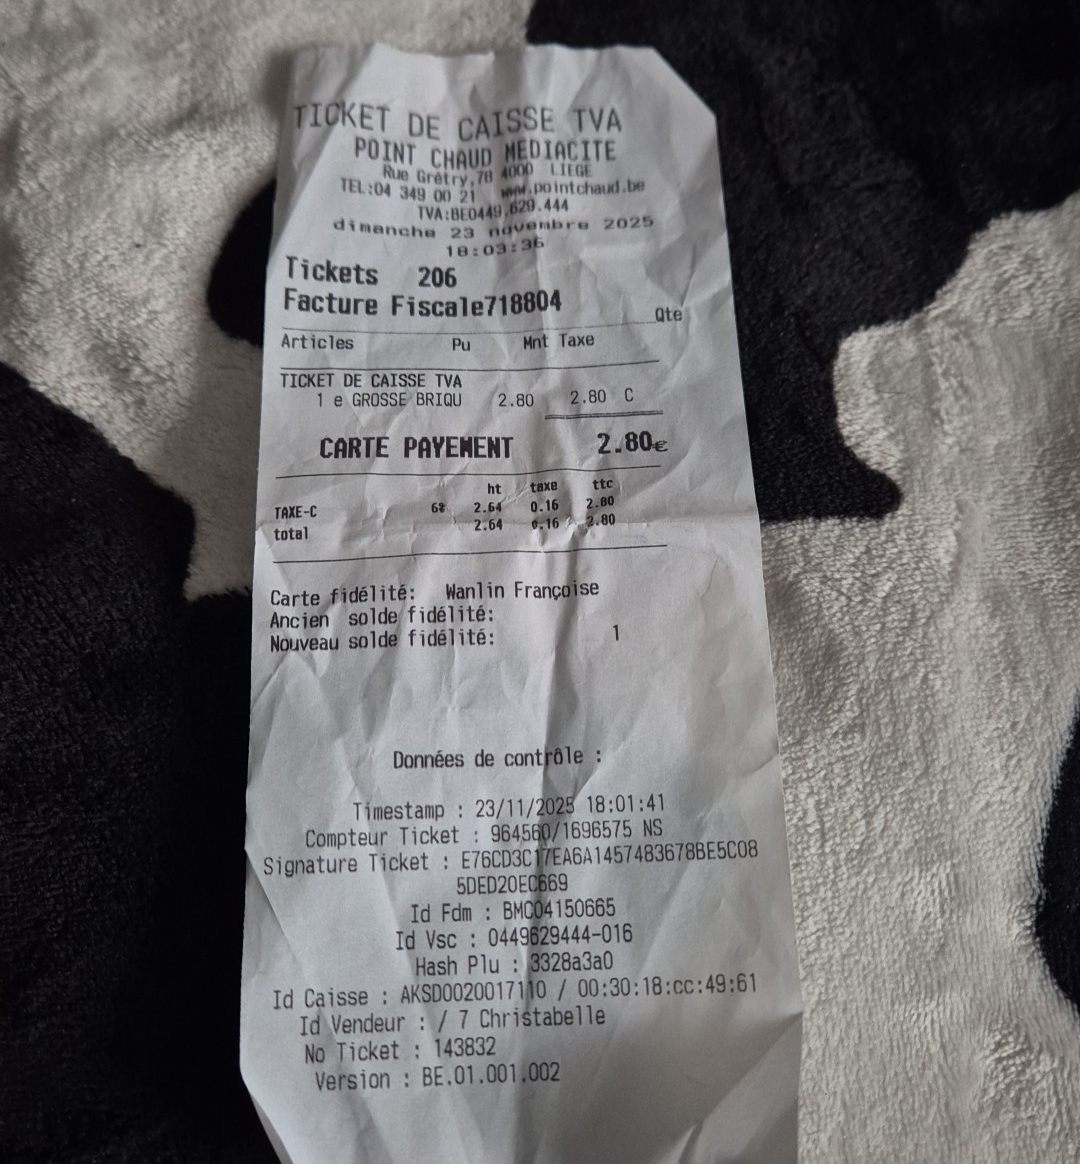 TICKET DE CAISSE TVA
POINT CHAUD MEDIACITE
Rue Grétry,78 4000 LIEGE
TEL:04 349 00 21 www.pointchaud.be
TVA:BE0449.629.444
dimanche 23 novembre 2025
18:03:36
Tickets 206
Facture Fiscale718804
Qte
Articles Pu Mnt Taxe
TICKET DE CAISSE TVA
1 e GROSSE BRIQU 2.80 2.80 C
CARTE PAYEMENT 2.80€
ht taxe ttc
TAXE-C 6% 2.64 0.16 2.80
total 2.64 0.16 2.80
Carte fidélité: Wanlin Françoise
Ancien solde fidélité:
Nouveau solde fidélité: 1
Données de contrôle :
Timestamp : 23/11/2025 18:01:41
Compteur Ticket : 964560/1696575 NS
Signature Ticket : E76CD3C17EA6A1457483678BE5C08
5DED20EC669
Id Fdm : BMC04150665
Id Vsc : 0449629444-016
Hash Plu : 3328a3a0
Id Caisse : AKSD0020017110 / 00:30:18:cc:49:61
Id Vendeur : / 7 Christabelle
No Ticket : 143832
Version : BE.01.001.002